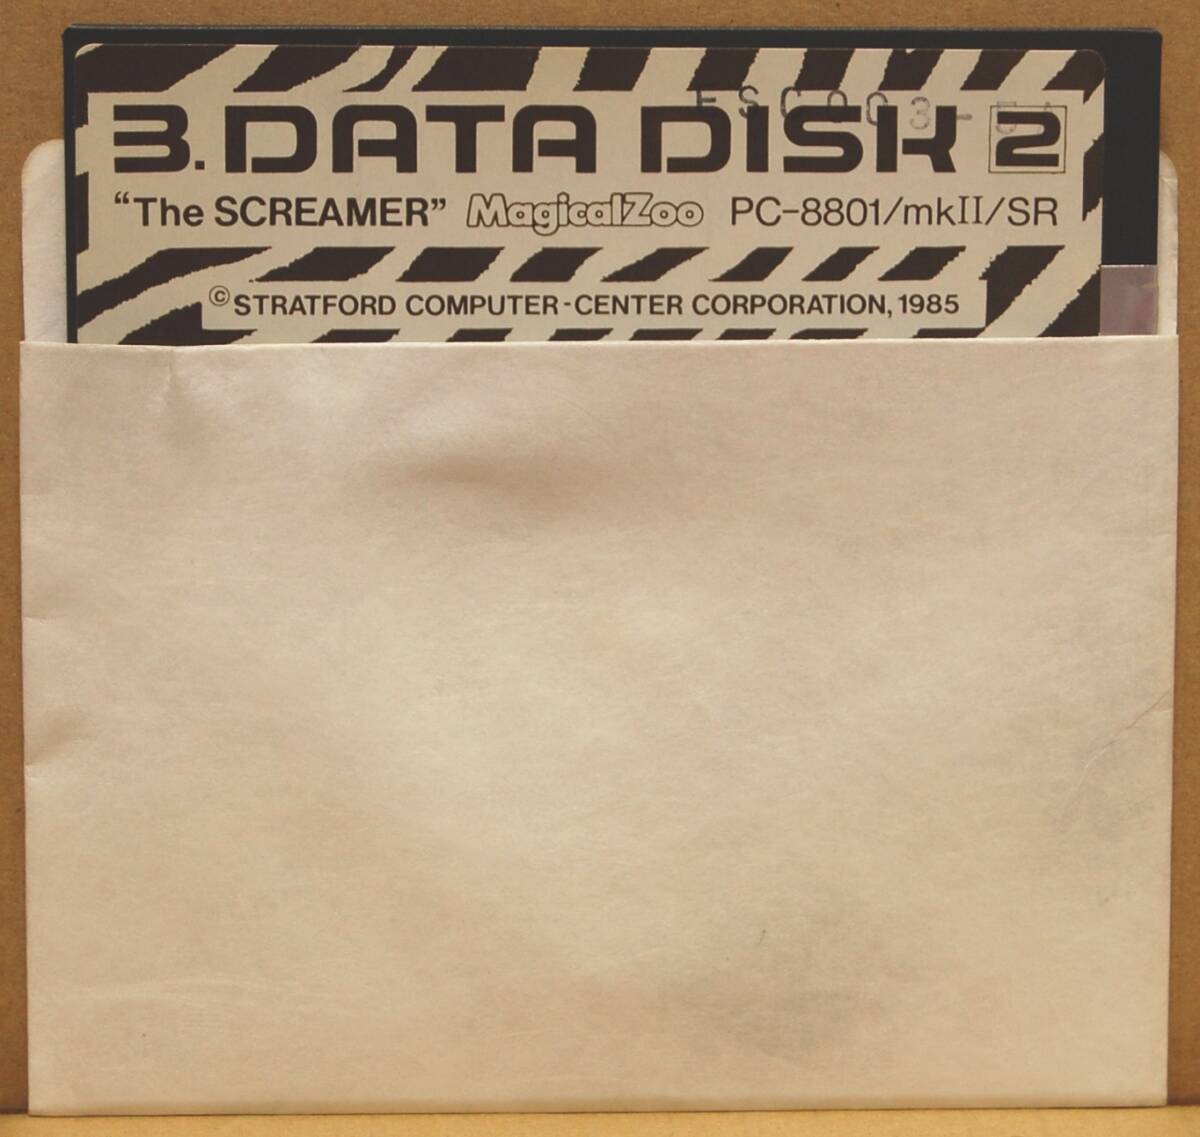 3. DATA DISK 2
"The SCREAMER" MagicalZoo PC-8801/mkII/SR
© STRATFORD COMPUTER-CENTER CORPORATION, 1985